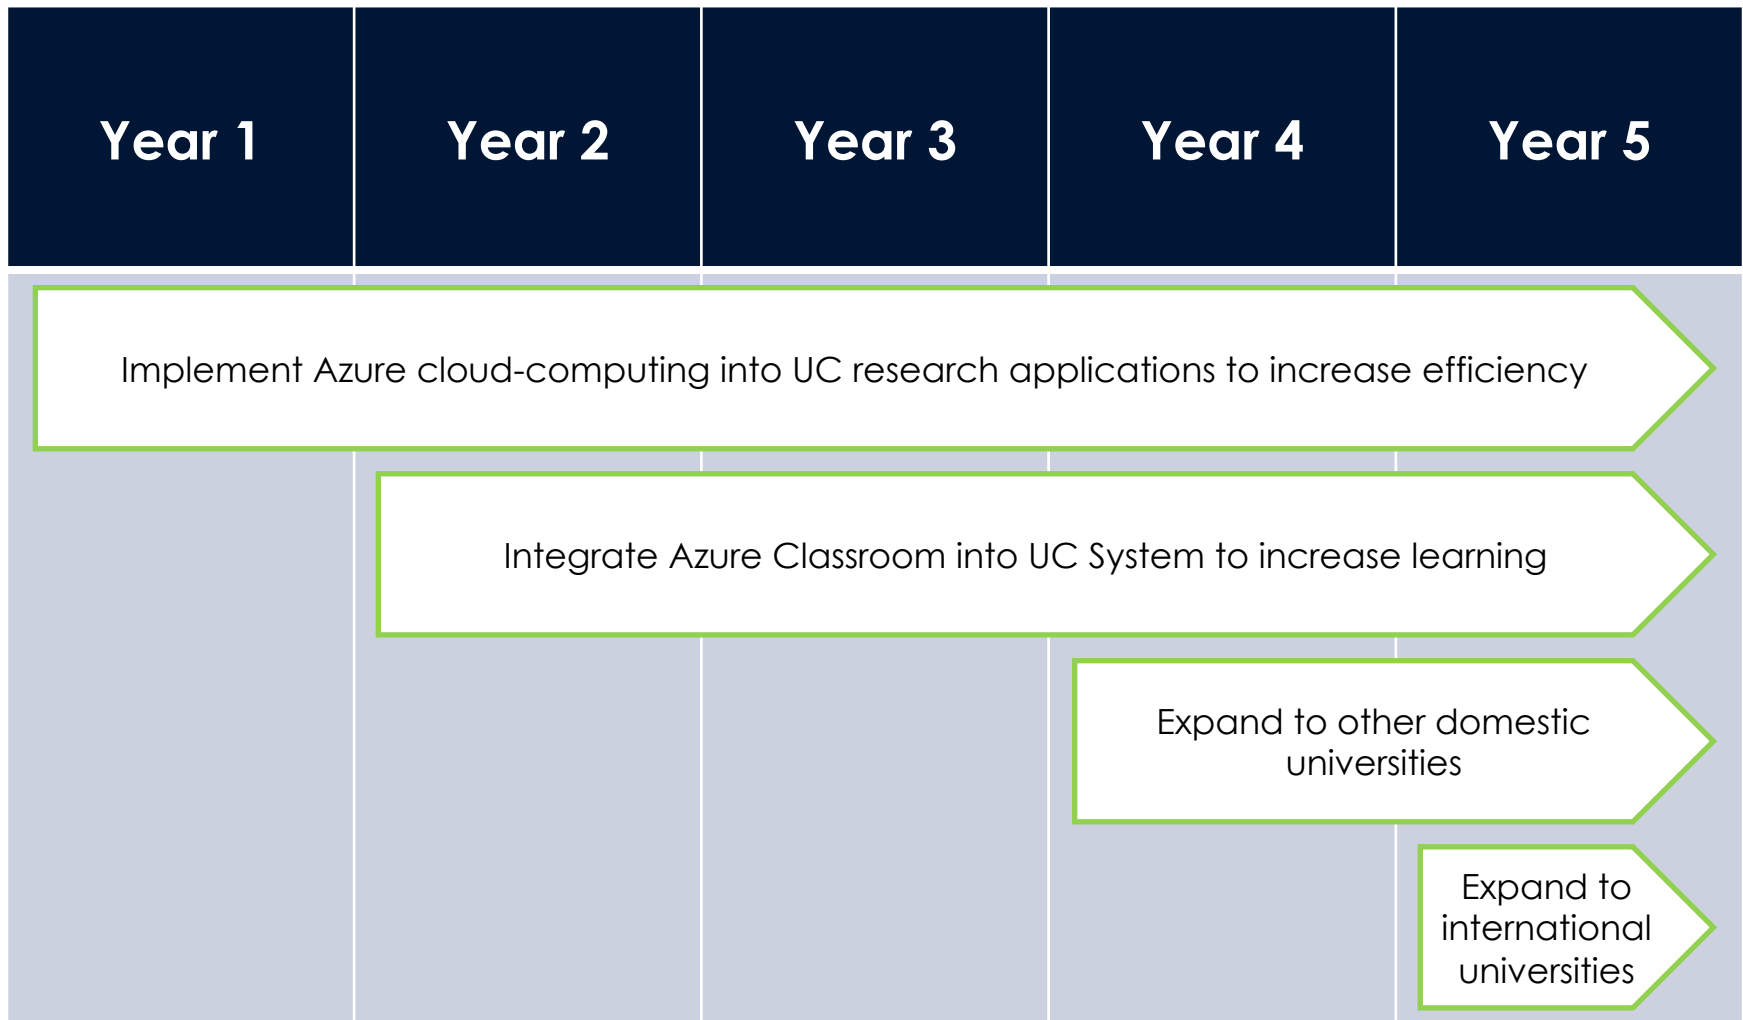 Year 1
Year 2
Year 3
Year 4
Year 5
Implement Azure cloud-computing into UC research applications to increase efficiency
Integrate Azure Classroom into UC System to increase learning
Expand to other domestic
universities
Expand to
international
universities